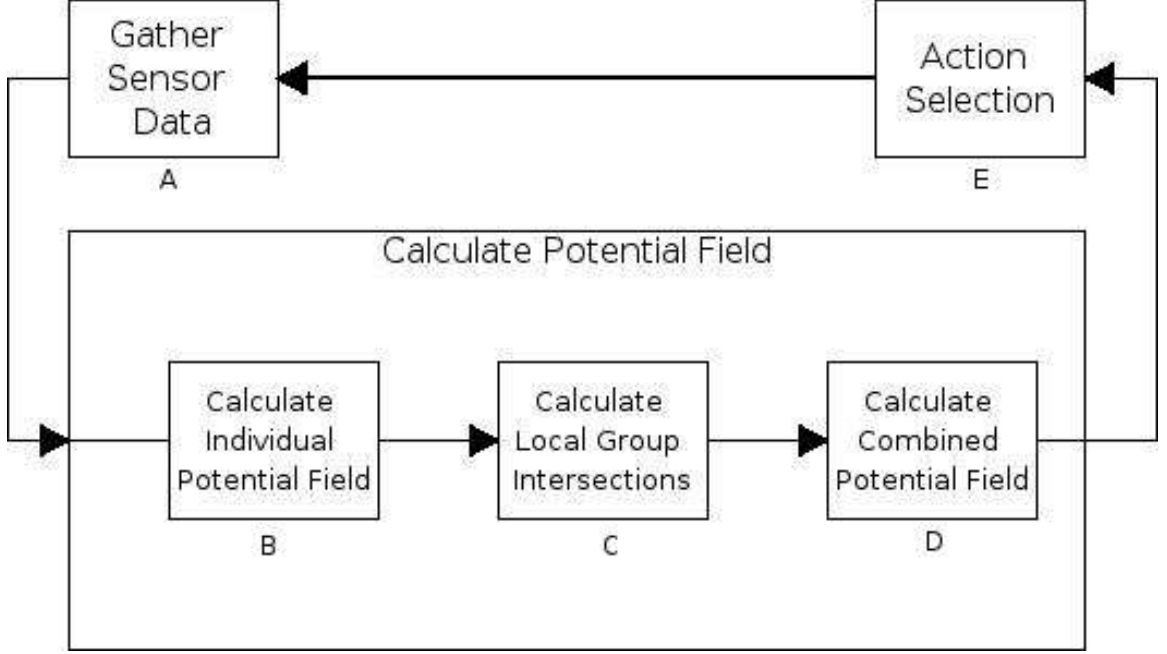 Gather
Sensor
Data
A
Action
Selection
E
Calculate Potential Field
Calculate
Individual
Potential Field
B
Calculate
Local Group
Intersections
C
Calculate
Combined
Potential Field
D